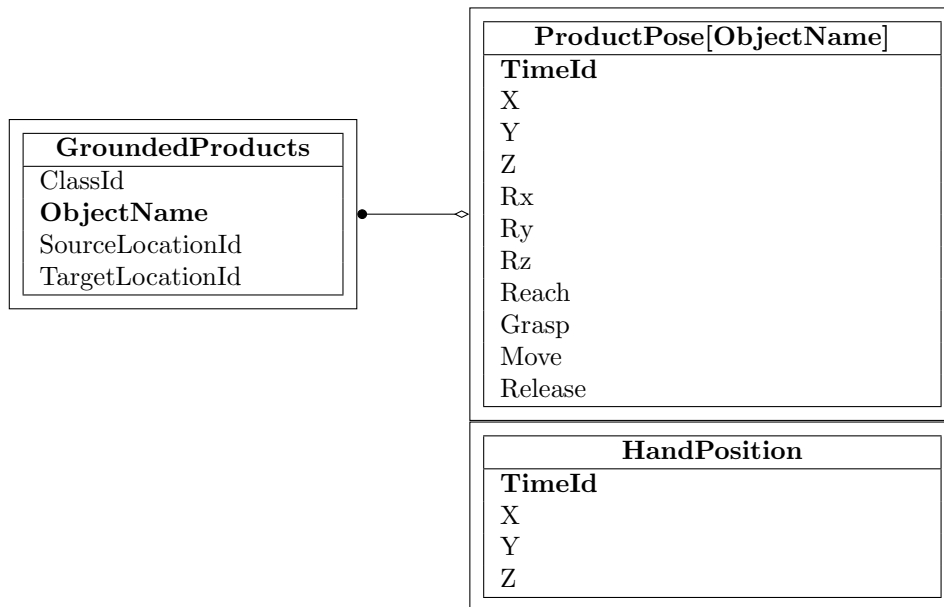 GroundedProducts
ClassId
ObjectName
SourceLocationId
TargetLocationId
ProductPose[ObjectName]
TimeId
X
Y
Z
Rx
Ry
Rz
Reach
Grasp
Move
Release
HandPosition
TimeId
X
Y
Z